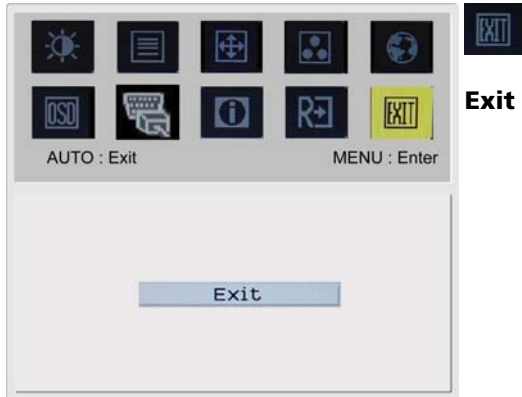 EXIT
OSD
R
EXIT
Exit
AUTO : Exit
MENU : Enter
Exit